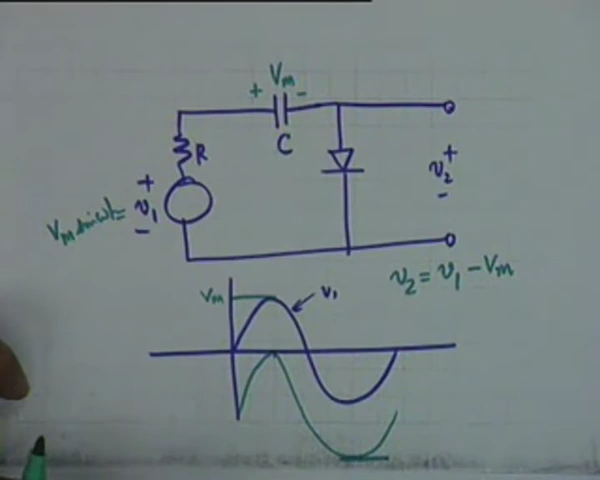 Vm
+ -
C
R
+
Vm sin ωt = v1
-
+
v2
-
v2 = v1 - Vm
Vm
v1